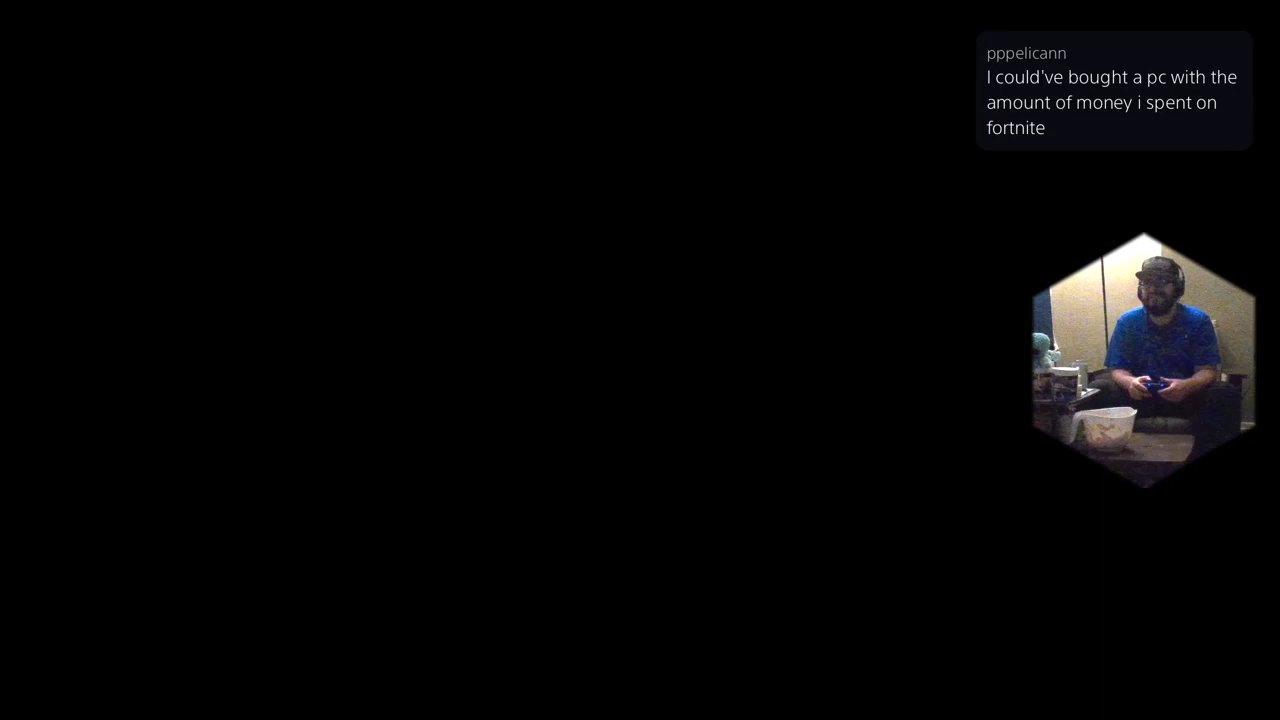 pppelicann
I could've bought a pc with the
amount of money i spent on
fortnite